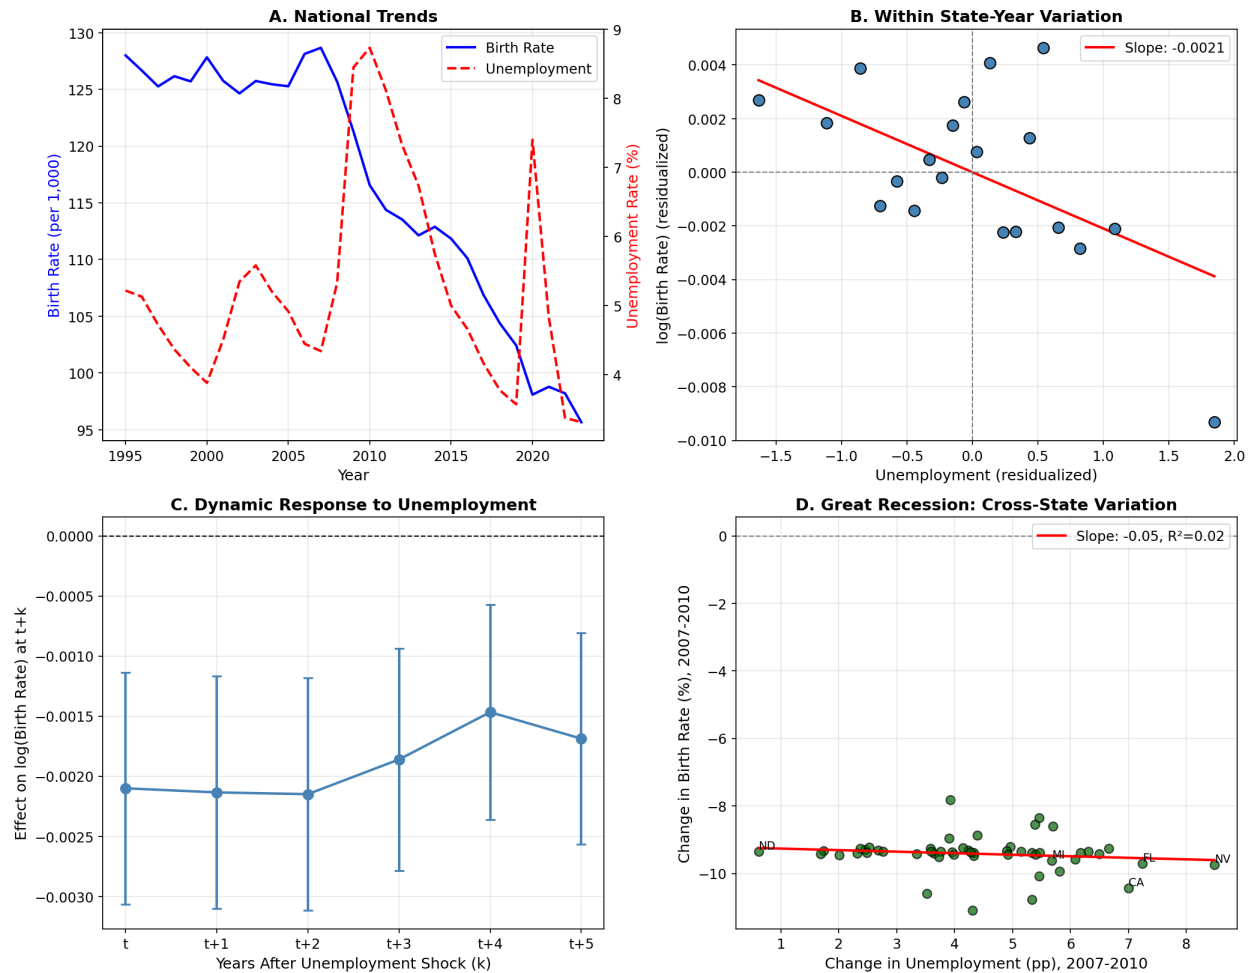 A. National Trends
130
125
120
115
110
105
100
95
Birth Rate (per 1,000)
9
8
7
6
5
4
Unemployment Rate (%)
Birth Rate
Unemployment
1995
2000
2005
2010
2015
2020
Year
B. Within State-Year Variation
0.004
0.002
0.000
−0.002
−0.004
−0.006
−0.008
−0.010
log(Birth Rate) (residualized)
Slope: -0.0021
−1.5
−1.0
−0.5
0.0
0.5
1.0
1.5
2.0
Unemployment (residualized)
C. Dynamic Response to Unemployment
0.0000
−0.0005
−0.0010
−0.0015
−0.0020
−0.0025
−0.0030
Effect on log(Birth Rate) at t+k
t
t+1
t+2
t+3
t+4
t+5
Years After Unemployment Shock (k)
D. Great Recession: Cross-State Variation
0
−2
−4
−6
−8
−10
Change in Birth Rate (%), 2007-2010
Slope: -0.05, R²=0.02
ND
MI
FL
NV
CA
1
2
3
4
5
6
7
8
Change in Unemployment (pp), 2007-2010